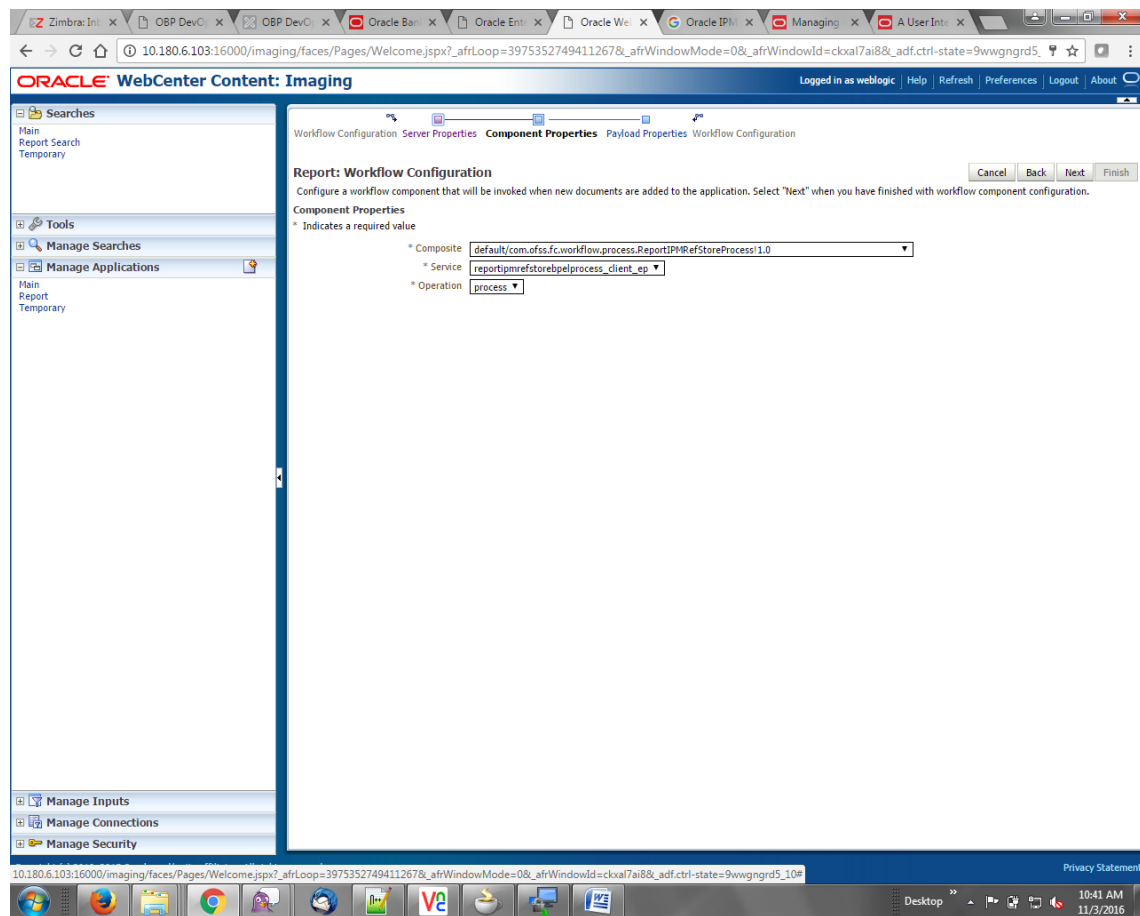 Zimbra: Int
OBP DevO
OBP DevO
Oracle Ban
Oracle Ente
Oracle Wel
Oracle IPM
Managing
A User Inte
10.180.6.103:16000/imaging/faces/Pages/Welcome.jspx?_afrLoop=3975352749411267&_afrWindowMode=0&_afrWindowId=ckxal7ai8&_adf.ctrl-state=9wwgngrd5_
ORACLE WebCenter Content: Imaging
Logged in as weblogic | Help | Refresh | Preferences | Logout | About
Searches
Main
Report Search
Temporary
Tools
Manage Searches
Manage Applications
Main
Report
Temporary
Workflow Configuration Server Properties Component Properties Payload Properties Workflow Configuration
Report: Workflow Configuration
Cancel Back Next Finish
Configure a workflow component that will be invoked when new documents are added to the application. Select "Next" when you have finished with workflow component configuration.
Component Properties
* Indicates a required value
* Composite default/com.ofss.fc.workflow.process.ReportIPMRefStoreProcess!1.0
* Service reportipmrefstorebpelprocess_client_ep
* Operation process
Manage Inputs
Manage Connections
Manage Security
10.180.6.103:16000/imaging/faces/Pages/Welcome.jspx?_afrLoop=3975352749411267&_afrWindowMode=0&_afrWindowId=ckxal7ai8&_adf.ctrl-state=9wwgngrd5_10#
Privacy Statement
Desktop
10:41 AM
11/3/2016